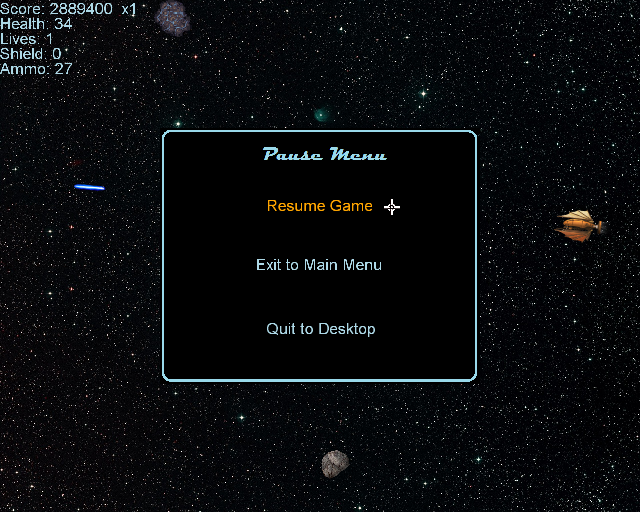 Score: 2889400 x1
Health: 34
Lives: 1
Shield: 0
Ammo: 27
Pause Menu
Resume Game
Exit to Main Menu
Quit to Desktop